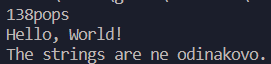 138pops
Hello, World!
The strings are ne odinakovo.